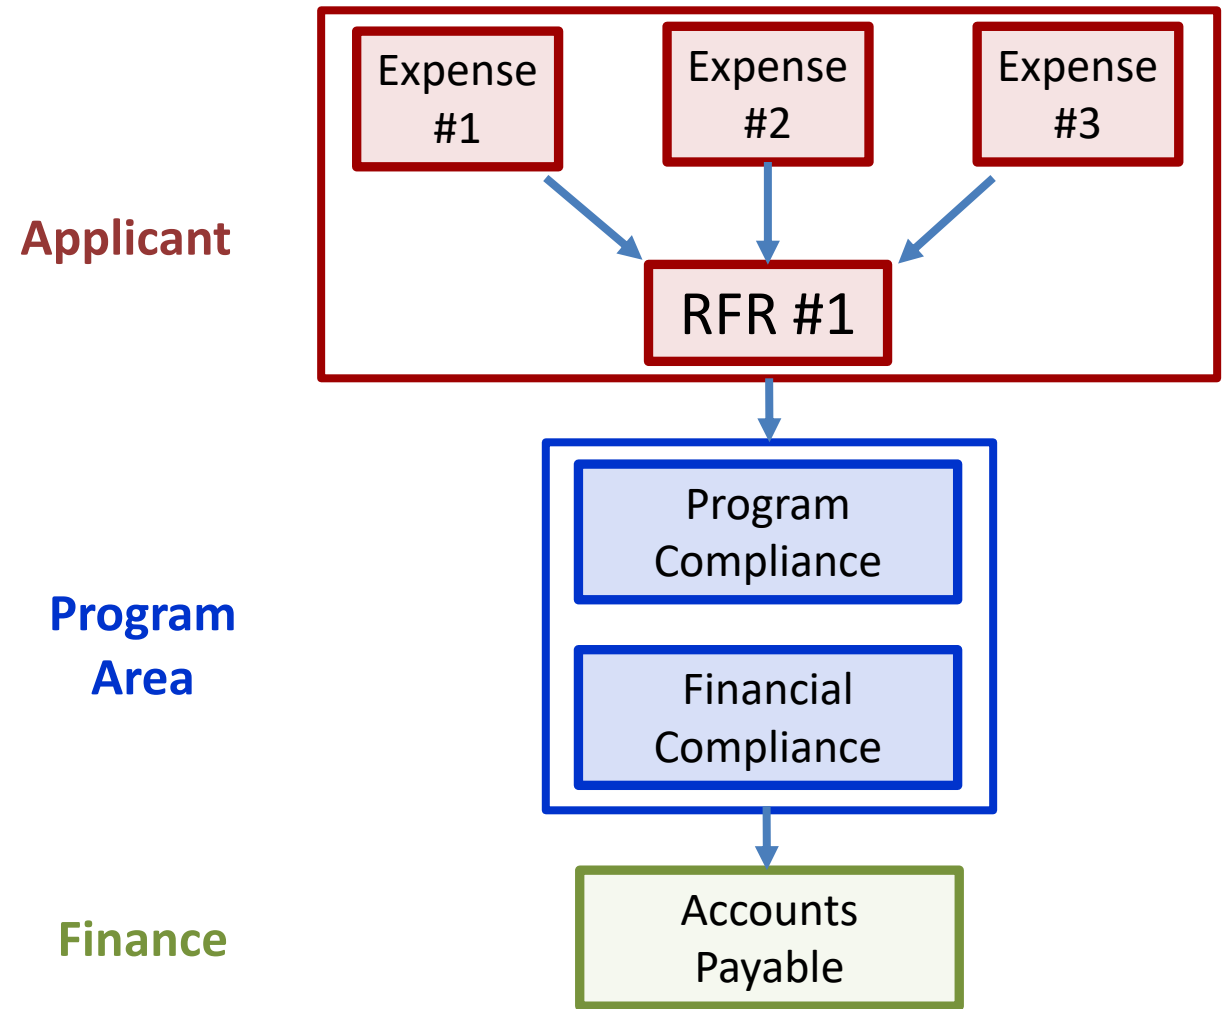 Expense
#1
Expense
#2
Expense
#3
Applicant
RFR #1
Program
Compliance
Program
Area
Financial
Compliance
Finance
Accounts
Payable